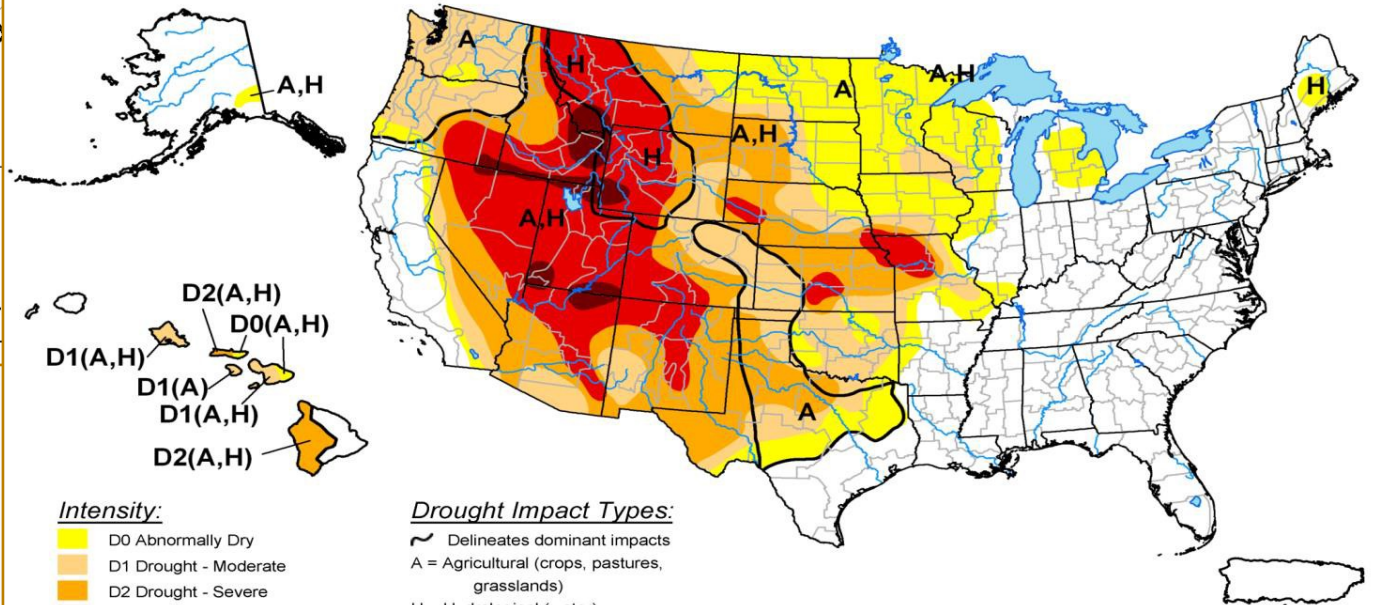 A
A,H
H
A
A,H
H
A,H
H
A,H
D2(A,H)
D0(A,H)
D1(A,H)
D1(A)
D1(A,H)
A
D2(A,H)
Intensity:
D0 Abnormally Dry
D1 Drought - Moderate
D2 Drought - Severe
Drought Impact Types:
Delineates dominant impacts
A = Agricultural (crops, pastures,
grasslands)